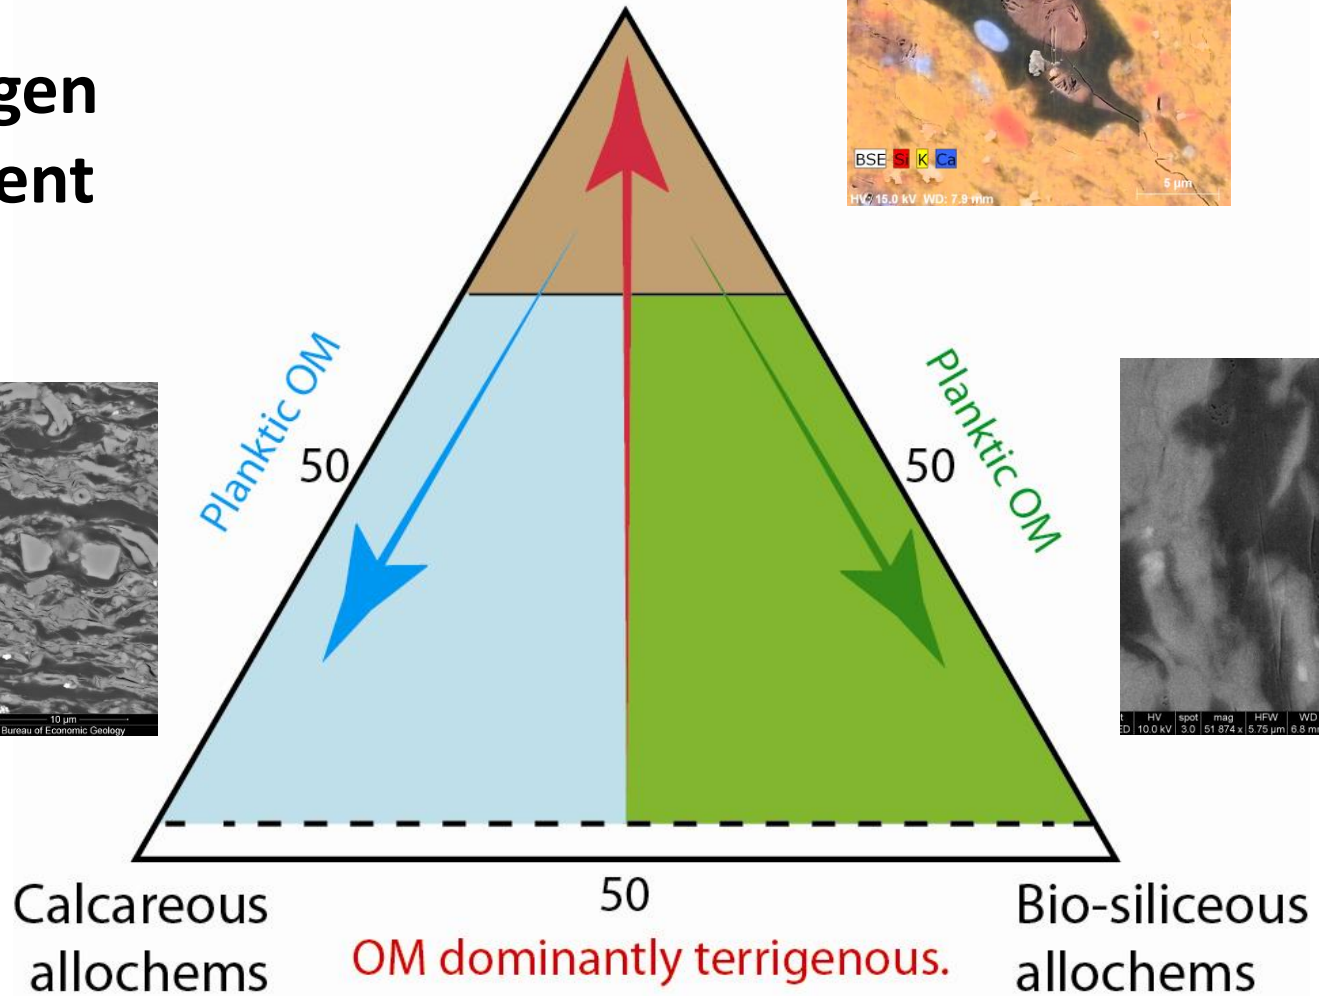 gen
ent
BSE Si K Ca
5 µm
HV: 15.0 kV WD: 7.9 mm
Planktic OM
Planktic OM
50
50
10 µm
Bureau of Economic Geology
t HV spot mag HFW WD
ED 10.0 kV 3.0 51 874 x 5.75 µm 6.8 m
Calcareous
allochems
50
OM dominantly terrigenous.
Bio-siliceous
allochems